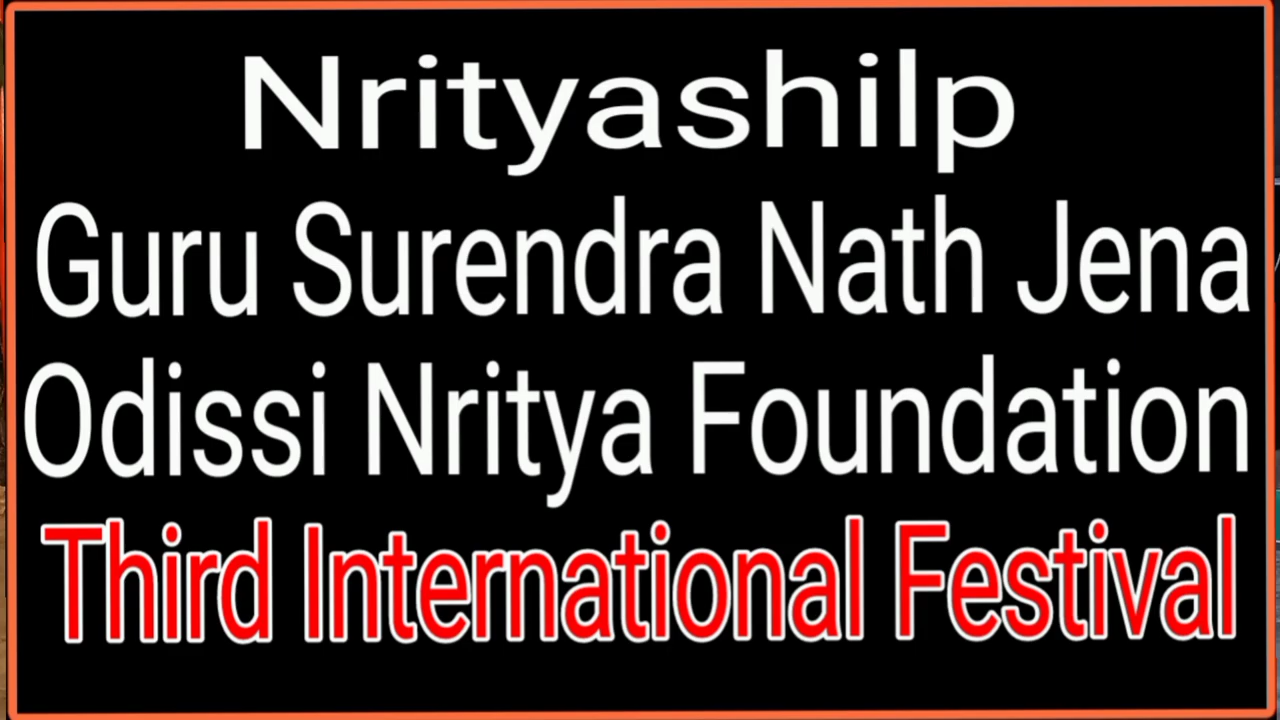 Nrityashilp
Guru Surendra Nath Jena
Odissi Nritya Foundation
Third International Festival